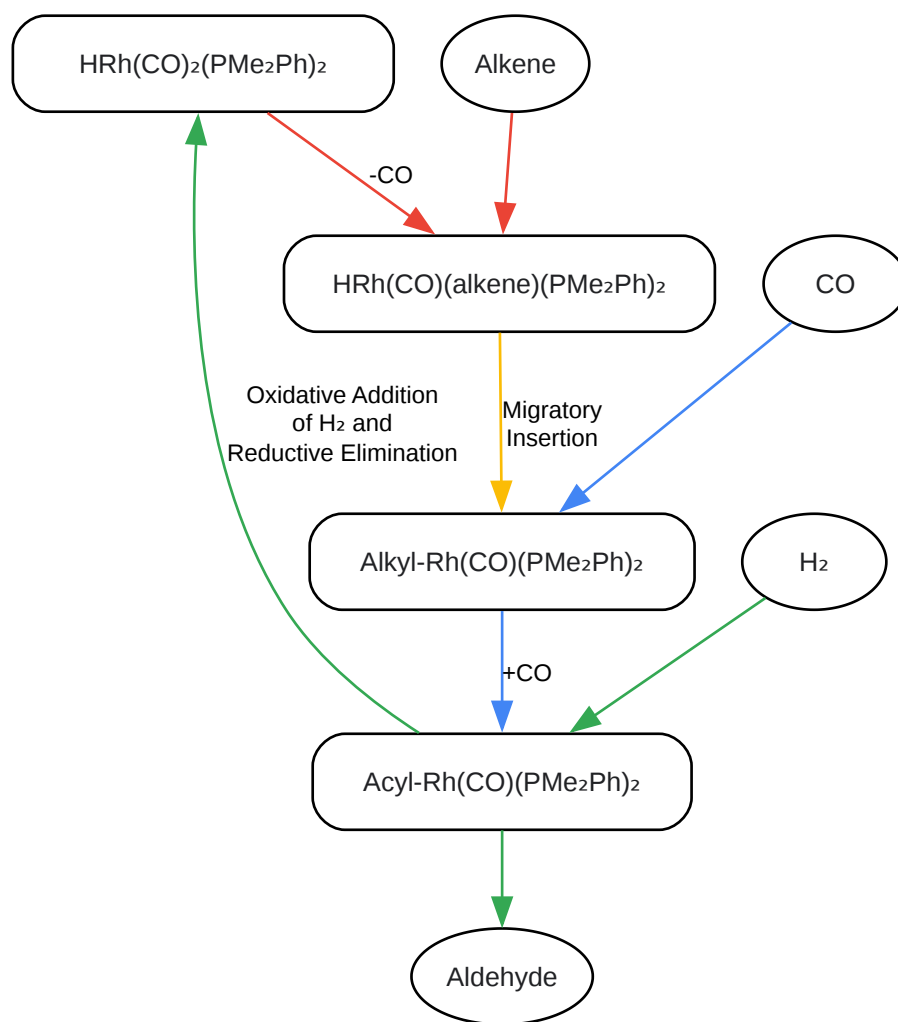 HRh(CO)₂(PMe₂Ph)₂
Alkene
-CO
HRh(CO)(alkene)(PMe₂Ph)₂
CO
Oxidative Addition
of H₂ and
Reductive Elimination
Migratory
Insertion
Alkyl-Rh(CO)(PMe₂Ph)₂
H₂
+CO
Acyl-Rh(CO)(PMe₂Ph)₂
Aldehyde